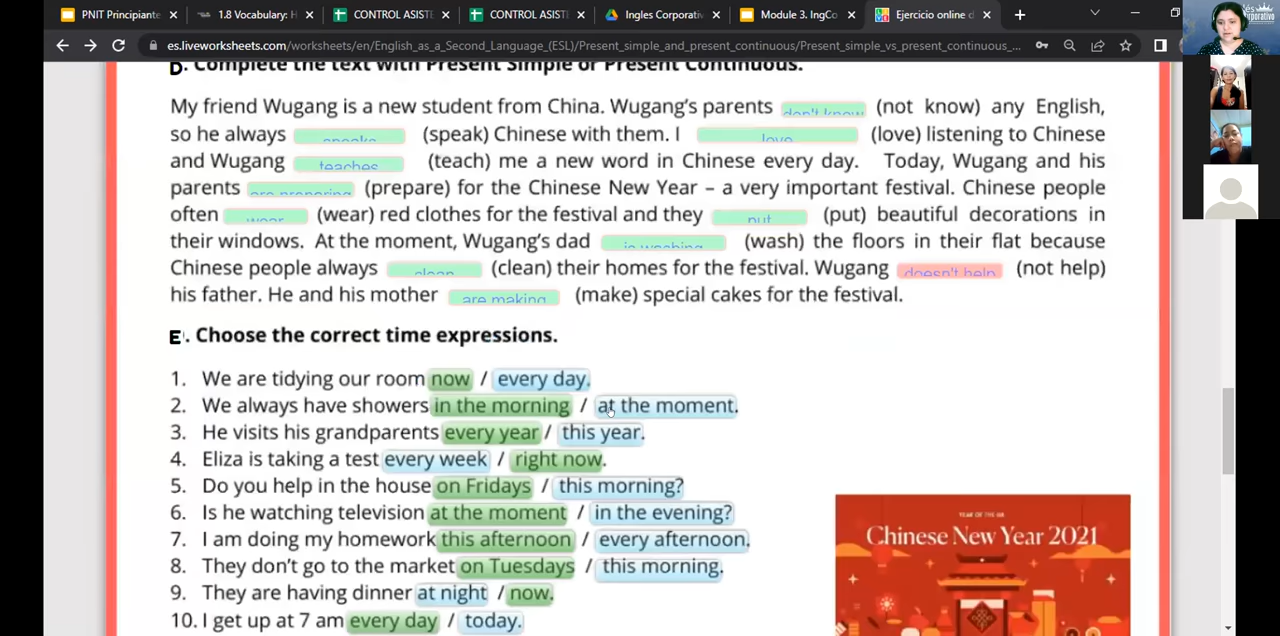 PNIT Principiante
1.8 Vocabulary: H
CONTROL ASISTE
CONTROL ASISTE
Ingles Corporativ
Module 3. IngCo
Ejercicio online d
es.liveworksheets.com/worksheets/en/English_as_a_Second_Language_(ESL)/Present_simple_and_present_continuous/Present_simple_vs_present_continuous_...
D. Complete the text with Present Simple or Present Continuous.
My friend Wugang is a new student from China. Wugang's parents don't know (not know) any English,
so he always speaks (speak) Chinese with them. I love (love) listening to Chinese
and Wugang teaches (teach) me a new word in Chinese every day. Today, Wugang and his
parents are preparing (prepare) for the Chinese New Year – a very important festival. Chinese people
often wear (wear) red clothes for the festival and they put (put) beautiful decorations in
their windows. At the moment, Wugang's dad is washing (wash) the floors in their flat because
Chinese people always clean (clean) their homes for the festival. Wugang doesn't help (not help)
his father. He and his mother are making (make) special cakes for the festival.
E. Choose the correct time expressions.
1. We are tidying our room now / every day.
2. We always have showers in the morning / at the moment.
3. He visits his grandparents every year / this year.
4. Eliza is taking a test every week / right now.
5. Do you help in the house on Fridays / this morning?
6. Is he watching television at the moment / in the evening?
7. I am doing my homework this afternoon / every afternoon.
8. They don't go to the market on Tuesdays / this morning.
9. They are having dinner at night / now.
10. I get up at 7 am every day / today.
Chinese New Year 2021